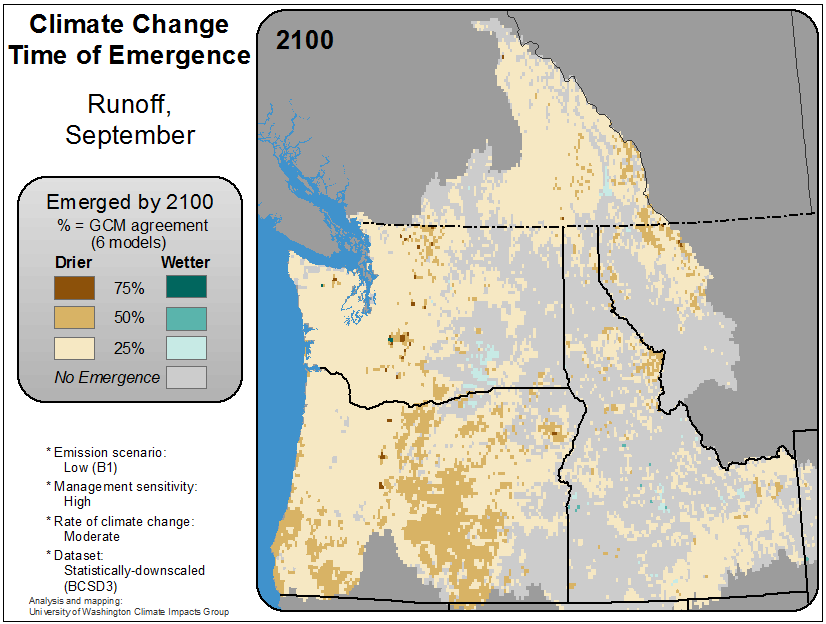 Climate Change
Time of Emergence
Runoff,
September
2100
Emerged by 2100
% = GCM agreement
(6 models)
Drier Wetter
75%
50%
25%
No Emergence
* Emission scenario:
Low (B1)
* Management sensitivity:
High
* Rate of climate change:
Moderate
* Dataset:
Statistically-downscaled
(BCSD3)
Analysis and mapping:
University of Washington Climate Impacts Group